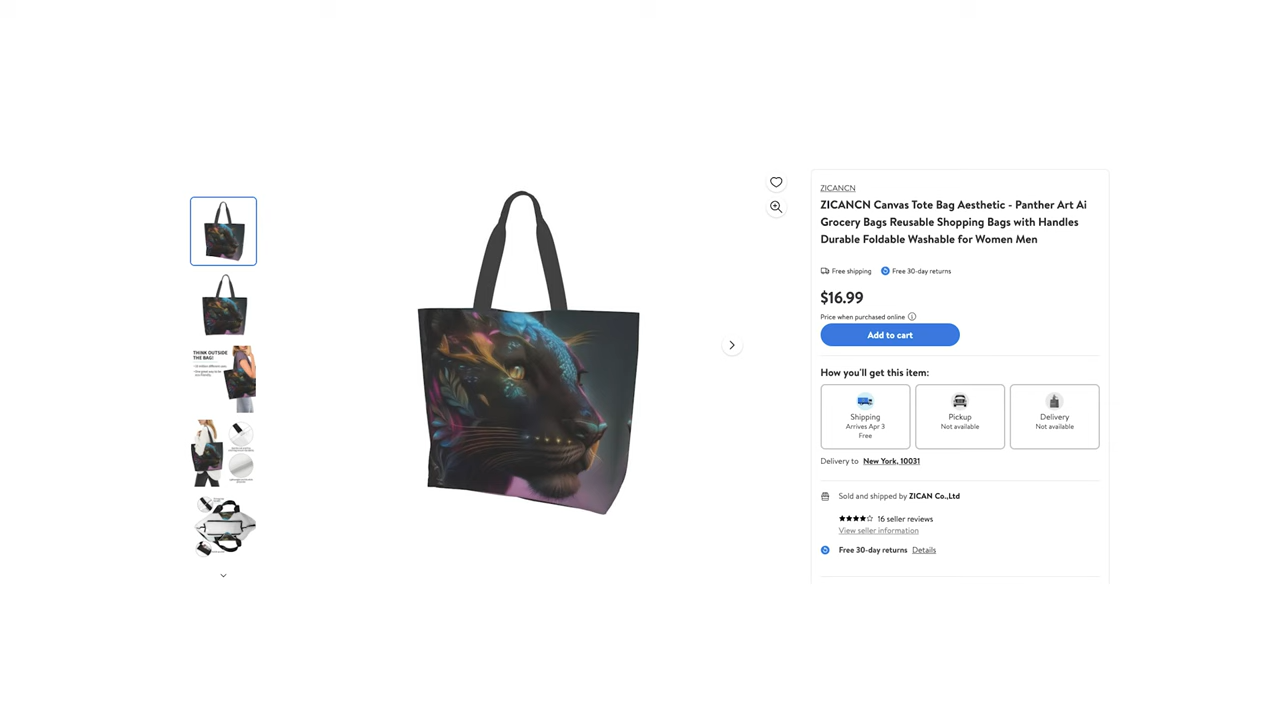 THINK OUTSIDE
THE BAG!
ZICANCN
ZICANCN Canvas Tote Bag Aesthetic - Panther Art Ai
Grocery Bags Reusable Shopping Bags with Handles
Durable Foldable Washable for Women Men
Free shipping Free 30-day returns
$16.99
Price when purchased online
Add to cart
How you'll get this item:
Shipping
Arrives Apr 3
Free
Pickup
Not available
Delivery
Not available
Delivery to New York, 10031
Sold and shipped by ZICAN Co.,Ltd
16 seller reviews
View seller information
Free 30-day returns Details